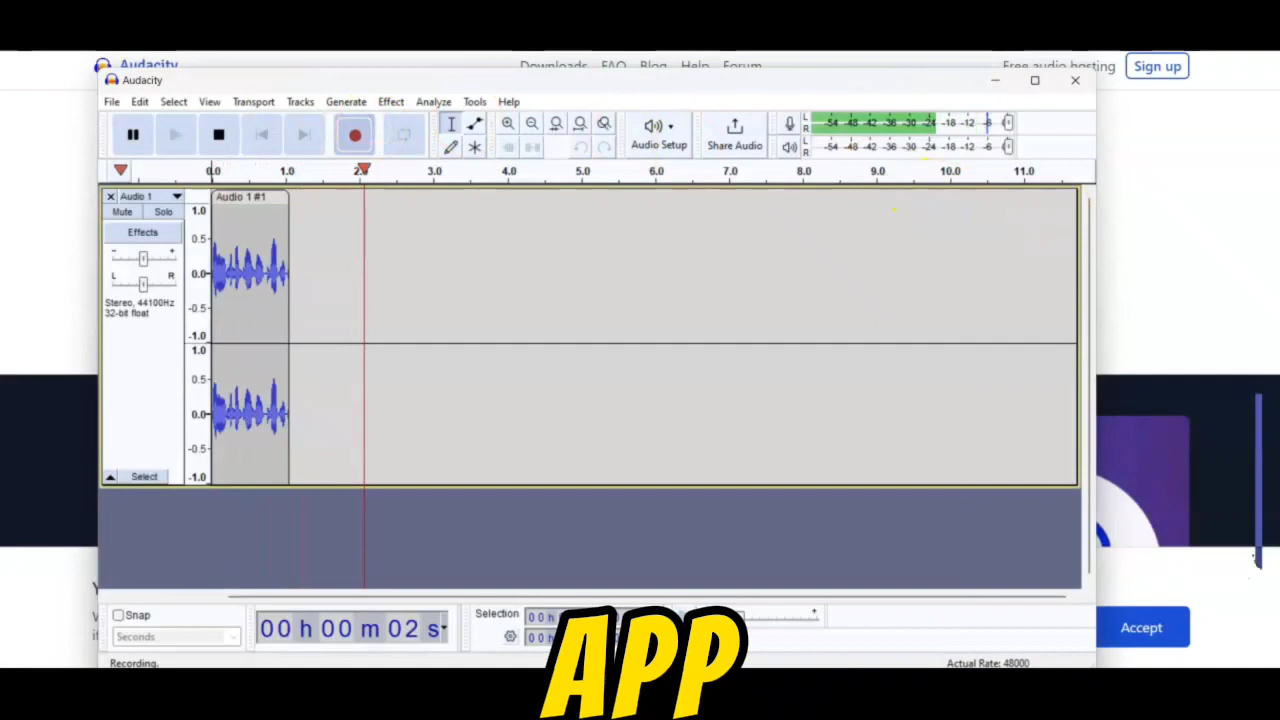 Audacity
Downloads FAQ Blog Help Forum
Free audio hosting
Sign up
Audacity
File Edit Select View Transport Tracks Generate Effect Analyze Tools Help
Audio Setup
Share Audio
L
R
-54 -48 -42 -36 -30 -24 -18 -12 -6
L
R
-54 -48 -42 -36 -30 -24 -18 -12 -6
0.0 1.0 2.0 3.0 4.0 5.0 6.0 7.0 8.0 9.0 10.0 11.0
Audio 1
Audio 1 #1
Mute Solo
Effects
- +
L R
Stereo, 44100Hz
32-bit float
Select
1.0
0.5
0.0
-0.5
-1.0
1.0
0.5
0.0
-0.5
-1.0
Snap
Seconds
00 h 00 m 02 s
Selection
00 h
00 h
Accept
Recording.
Actual Rate: 48000
APP